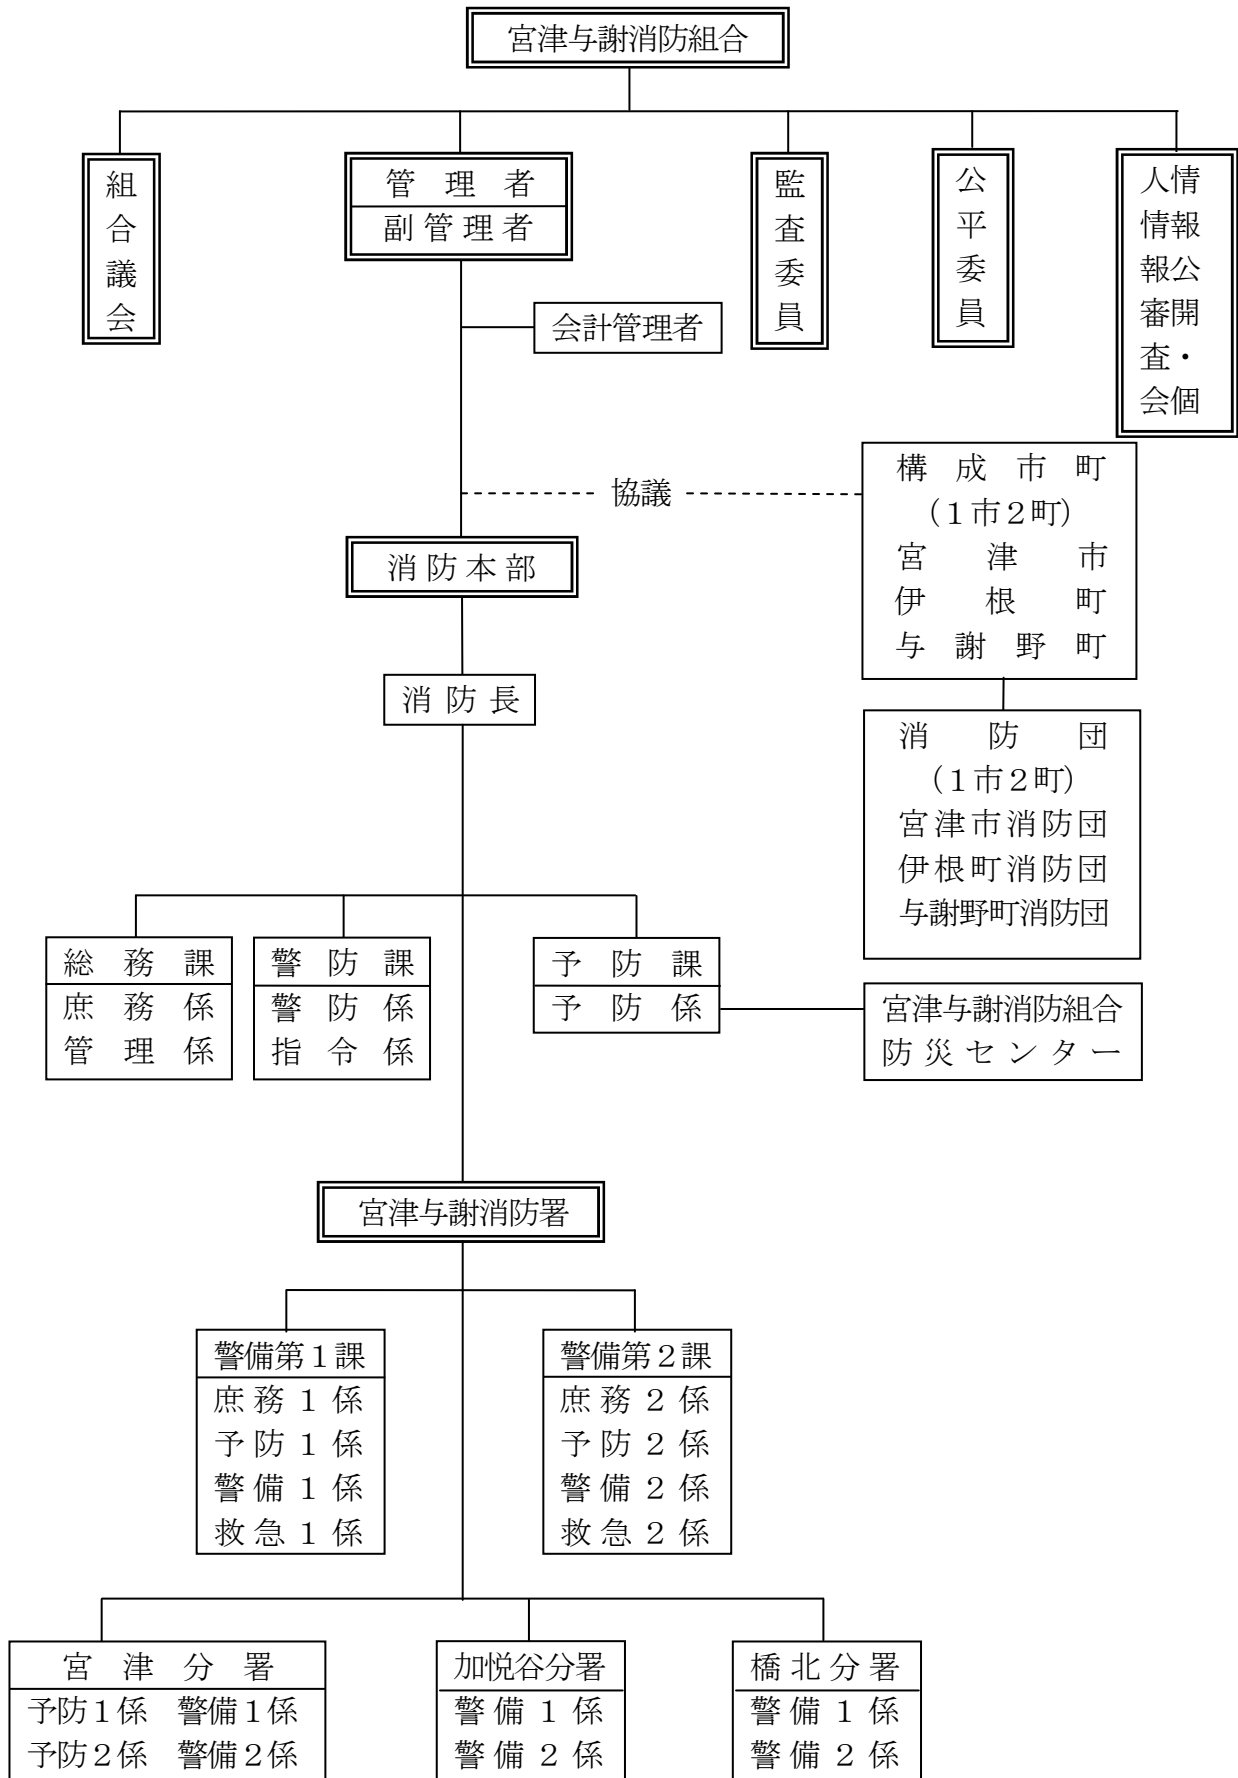 宮津与謝消防組合
組合議会
管理者
副管理者
監査委員
公平委員
情報公開・個
人情報審査会
会計管理者
協議
構成市町
（１市２町）
宮津市
伊根町
与謝野町
消防本部
消防長
消防団
（１市２町）
宮津市消防団
伊根町消防団
与謝野町消防団
総務課
庶務係
管理係
警防課
警防係
指令係
予防課
予防係
宮津与謝消防組合
防災センター
宮津与謝消防署
警備第１課
庶務１係
予防１係
警備１係
救急１係
警備第２課
庶務２係
予防２係
警備２係
救急２係
宮津分署
予防１係 警備１係
予防２係 警備２係
加悦谷分署
警備１係
警備２係
橋北分署
警備１係
警備２係